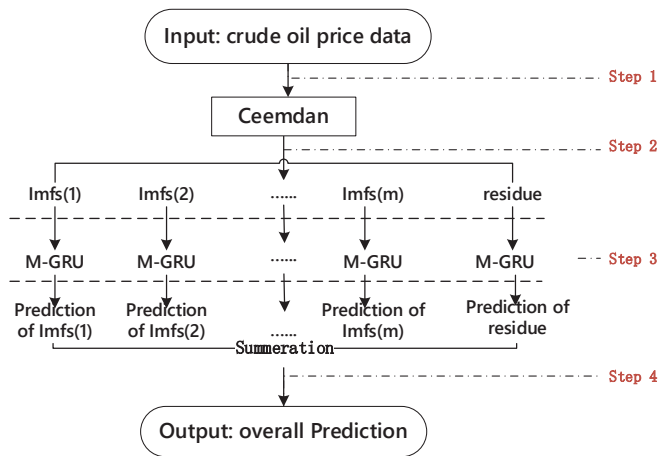 Input: crude oil price data
Step 1
Ceemdan
Step 2
Imfs(1) Imfs(2) ...... Imfs(m) residue
M-GRU M-GRU ...... M-GRU M-GRU
Step 3
Prediction of Imfs(1)
Prediction of Imfs(2)
......
Prediction of Imfs(m)
Prediction of residue
Summeration
Step 4
Output: overall Prediction